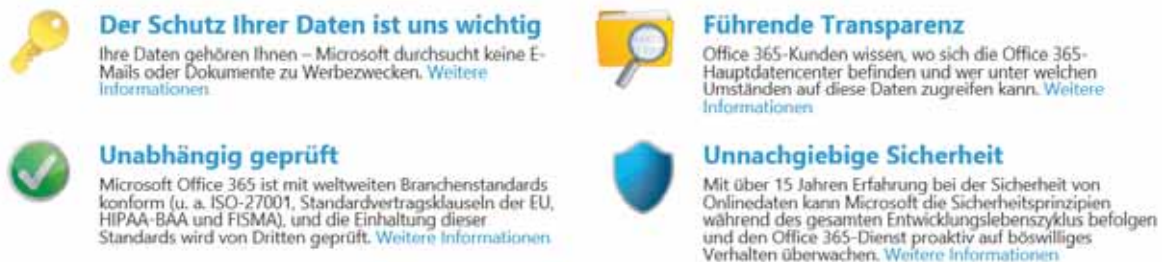 Der Schutz Ihrer Daten ist uns wichtig
Ihre Daten gehören Ihnen – Microsoft durchsucht keine E-
Mails oder Dokumente zu Werbezwecken. Weitere
Informationen
Führende Transparenz
Office 365-Kunden wissen, wo sich die Office 365-
Hauptdatencenter befinden und wer unter welchen
Umständen auf diese Daten zugreifen kann. Weitere
Informationen
Unabhängig geprüft
Microsoft Office 365 ist mit weltweiten Branchenstandards
konform (u. a. ISO-27001, Standardvertragsklauseln der EU,
HIPAA-BAA und FISMA), und die Einhaltung dieser
Standards wird von Dritten geprüft. Weitere Informationen
Unnachgiebige Sicherheit
Mit über 15 Jahren Erfahrung bei der Sicherheit von
Onlinedaten kann Microsoft die Sicherheitsprinzipien
während des gesamten Entwicklungslebenszyklus befolgen
und den Office 365-Dienst proaktiv auf böswilliges
Verhalten überwachen. Weitere Informationen